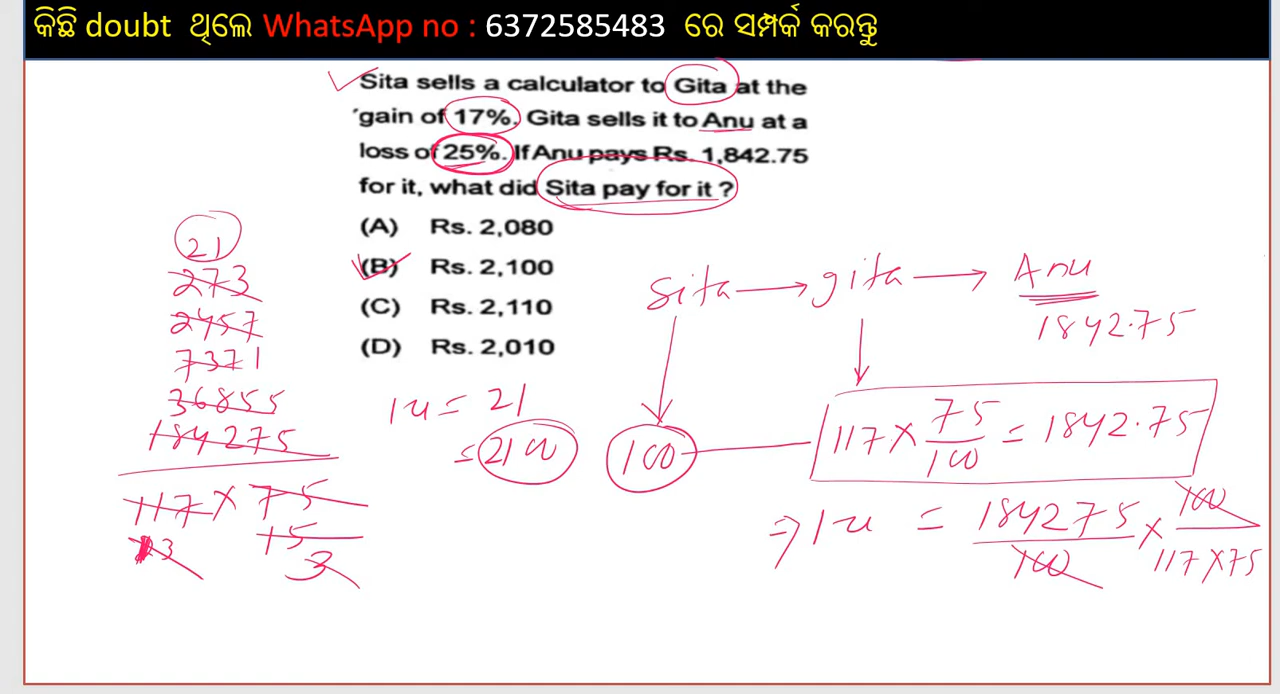 କିଛି doubt ଥିଲେ WhatsApp no : 6372585483 ରେ ସମ୍ପର୍କ କରନ୍ତୁ
Sita sells a calculator to Gita at the
gain of 17%. Gita sells it to Anu at a
loss of 25%. If Anu pays Rs. 1,842.75
for it, what did Sita pay for it ?
(A) Rs. 2,080
(B) Rs. 2,100
(C) Rs. 2,110
(D) Rs. 2,010
Sita → gita → Anu
1842.75
21
273
2457
7371
36855
184275
117 × 75
15
3
1u = 21
= 2100
100
117 × 75/100 = 1842.75
⇒ 1u = 184275/100 × 100/117×75